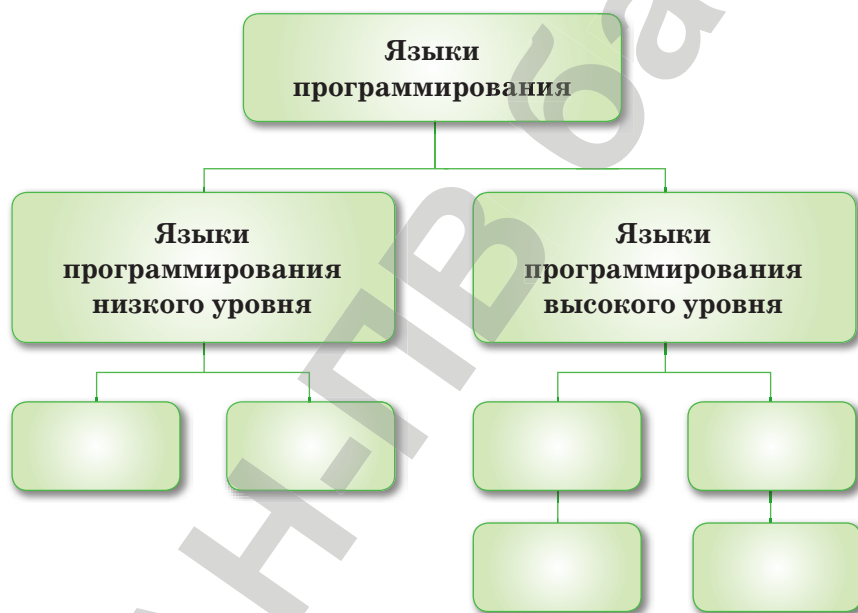 Языки
программирования
Языки
программирования
низкого уровня
Языки
программирования
высокого уровня